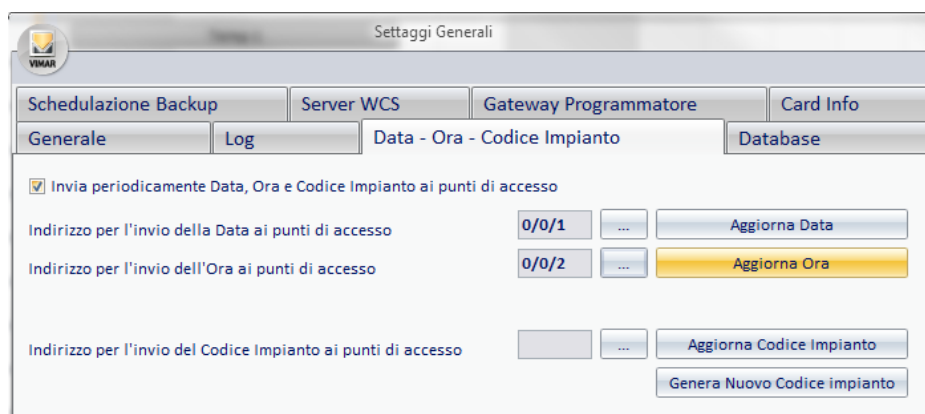 Settaggi Generali
VIMAR
Schedulazione Backup Server WCS Gateway Programmatore Card Info
Generale Log Data - Ora - Codice Impianto Database
Invia periodicamente Data, Ora e Codice Impianto ai punti di accesso
Indirizzo per l'invio della Data ai punti di accesso 0/0/1 ... Aggiorna Data
Indirizzo per l'invio dell'Ora ai punti di accesso 0/0/2 ... Aggiorna Ora
Indirizzo per l'invio del Codice Impianto ai punti di accesso ... Aggiorna Codice Impianto
Genera Nuovo Codice impianto